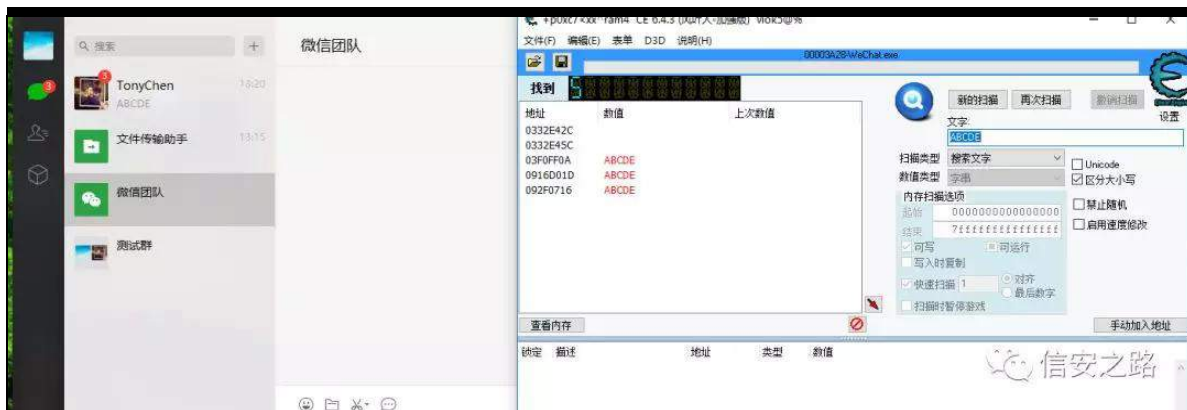 搜索
+
微信团队
3
TonyChen
13:20
ABCDE
3
文件传输助手
13:15
微信团队
测试群
CE 6.4.3
文件(F) 编辑(E) 表单 D3D 说明(H)
00003A28-WeChat.exe
找到 5
地址 数值 上次数值
0332E42C
0332E45C
03F0FF0A ABCDE
0916D01D ABCDE
092F0716 ABCDE
新的扫描 再次扫描 撤销扫描
设置
文字:
ABCDE
扫描类型 搜索文字
Unicode
数值类型 字串
区分大小写
内存扫描选项
禁止随机
起始 0000000000000000
启用速度修改
结束 7fffffffffffffff
可写 可运行
写入时复制
快速扫描 1 对齐
最后数字
扫描时暂停游戏
查看内存
手动加入地址
锁定 描述 地址 类型 数值
信安之路